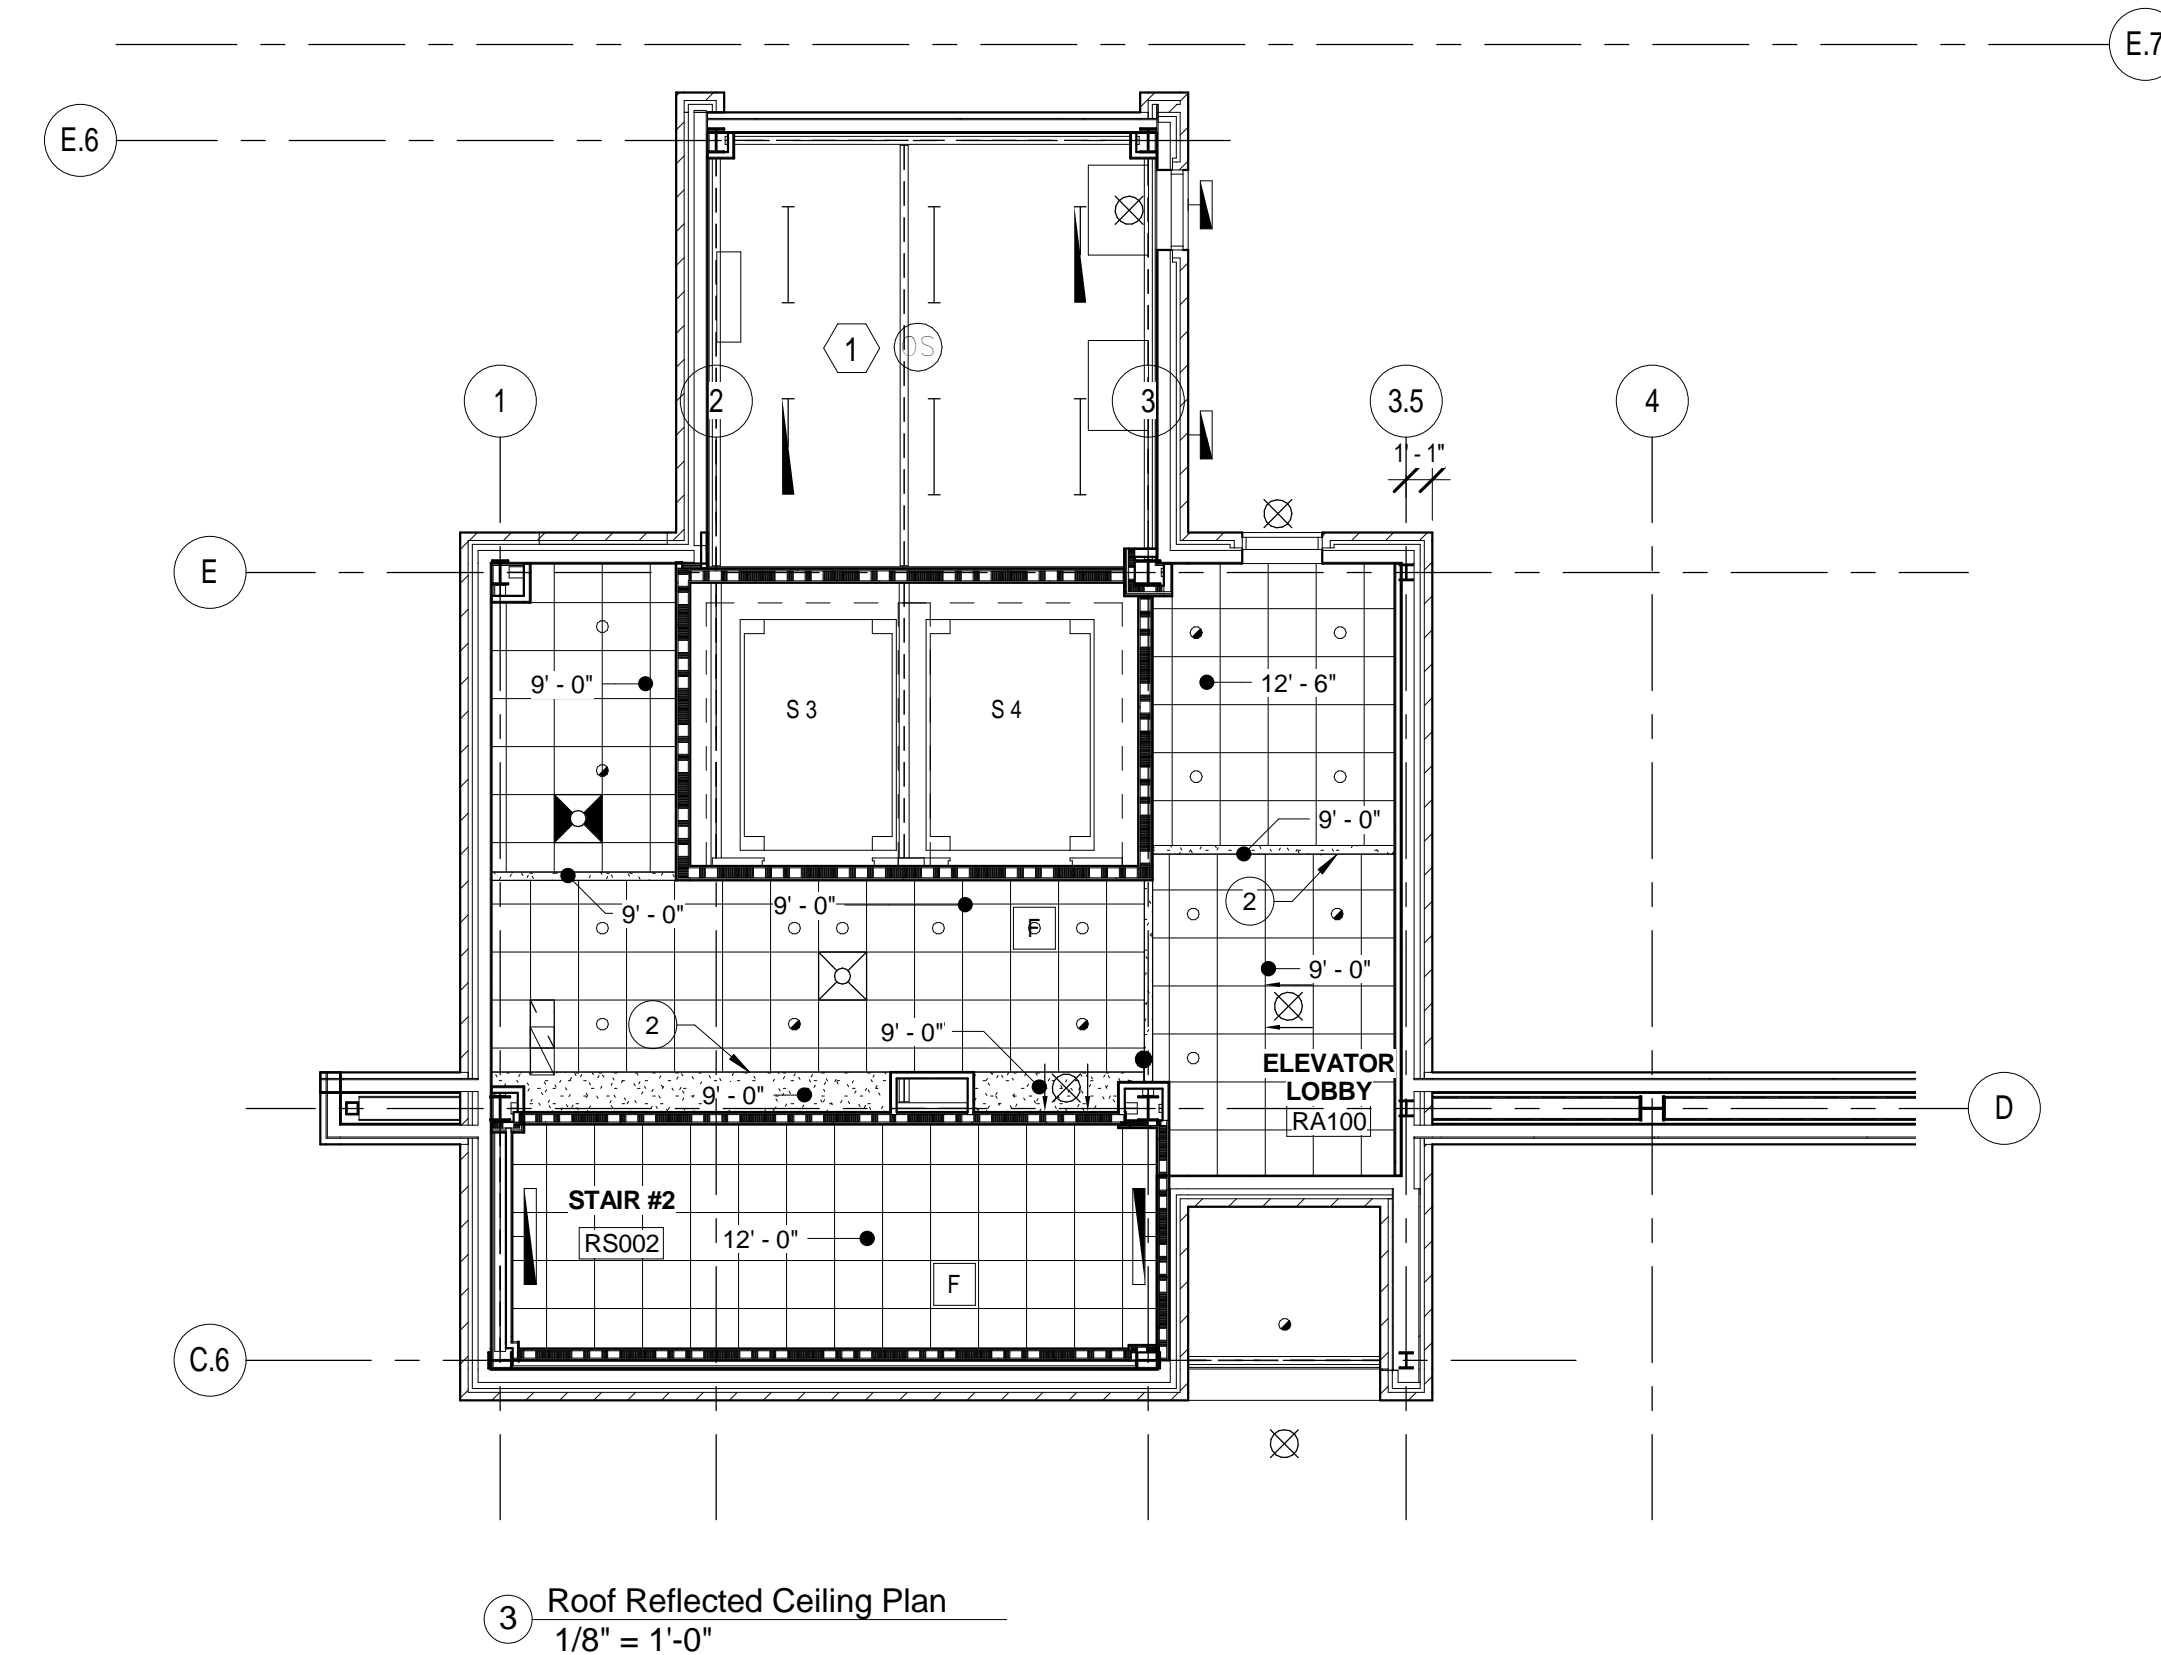 E.7
E.6
1 OS
1 2 3 3.5 4
1' - 1"
E
9' - 0"
S 3
S 4
12' - 6"
9' - 0"
2
9' - 0"
9' - 0"
F
9' - 0"
2
9' - 0"
9' - 0"
ELEVATOR
LOBBY
RA100
D
STAIR #2
RS002
12' - 0"
F
C.6
3 Roof Reflected Ceiling Plan
1/8" = 1'-0"